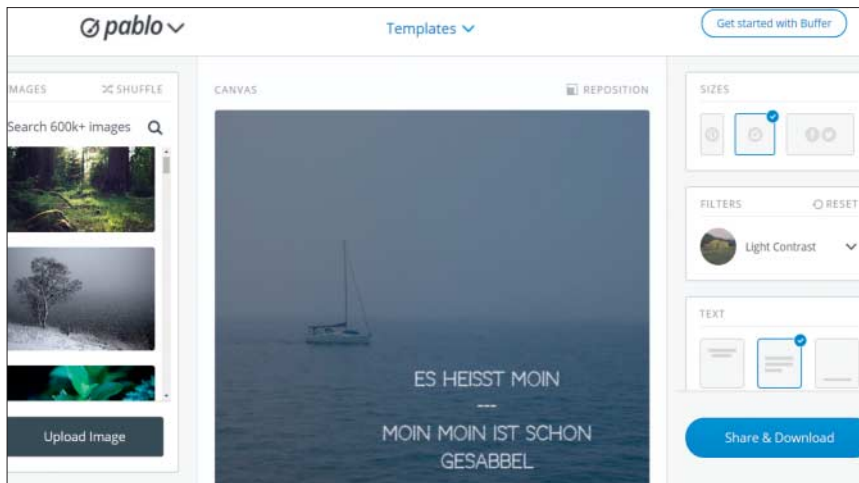 pablo
Templates
Get started with Buffer
MAGES
SHUFFLE
Search 600k+ images
Upload Image
CANVAS
REPOSITION
ES HEISST MOIN
---
MOIN MOIN IST SCHON
GESABBEL
SIZES
FILTERS
RESET
Light Contrast
TEXT
Share & Download